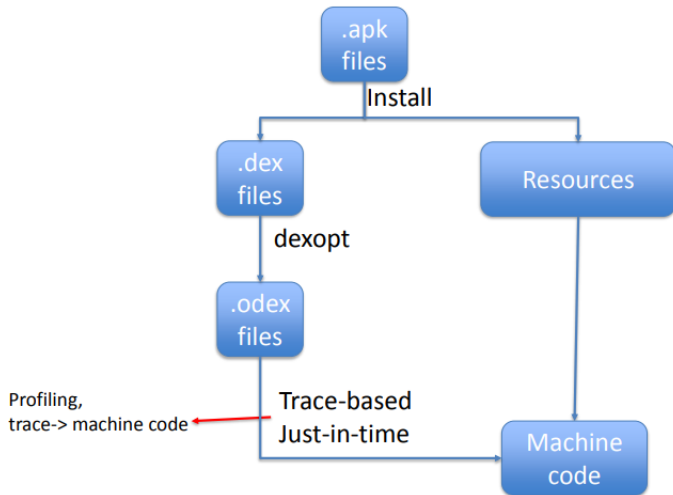 .apk
files
Install
.dex
files
Resources
dexopt
.odex
files
Profiling,
trace-> machine code
Trace-based
Just-in-time
Machine
code